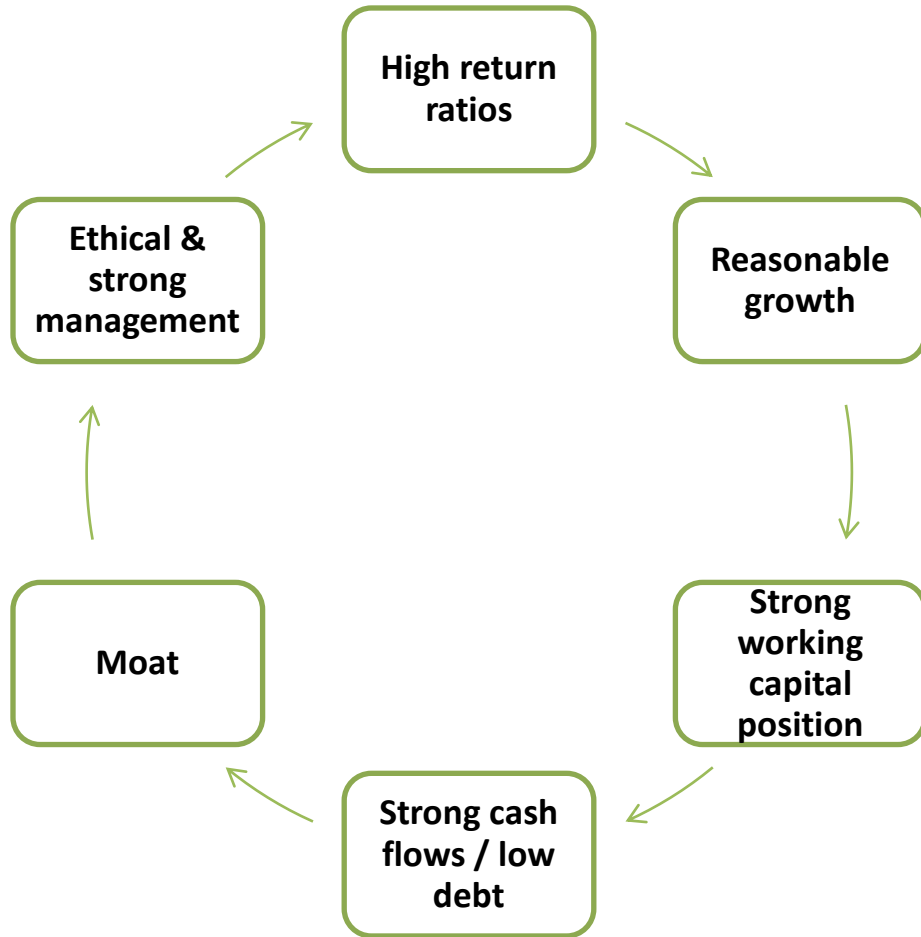 High return
ratios
Reasonable
growth
Strong
working
capital
position
Strong cash
flows / low
debt
Moat
Ethical &
strong
management